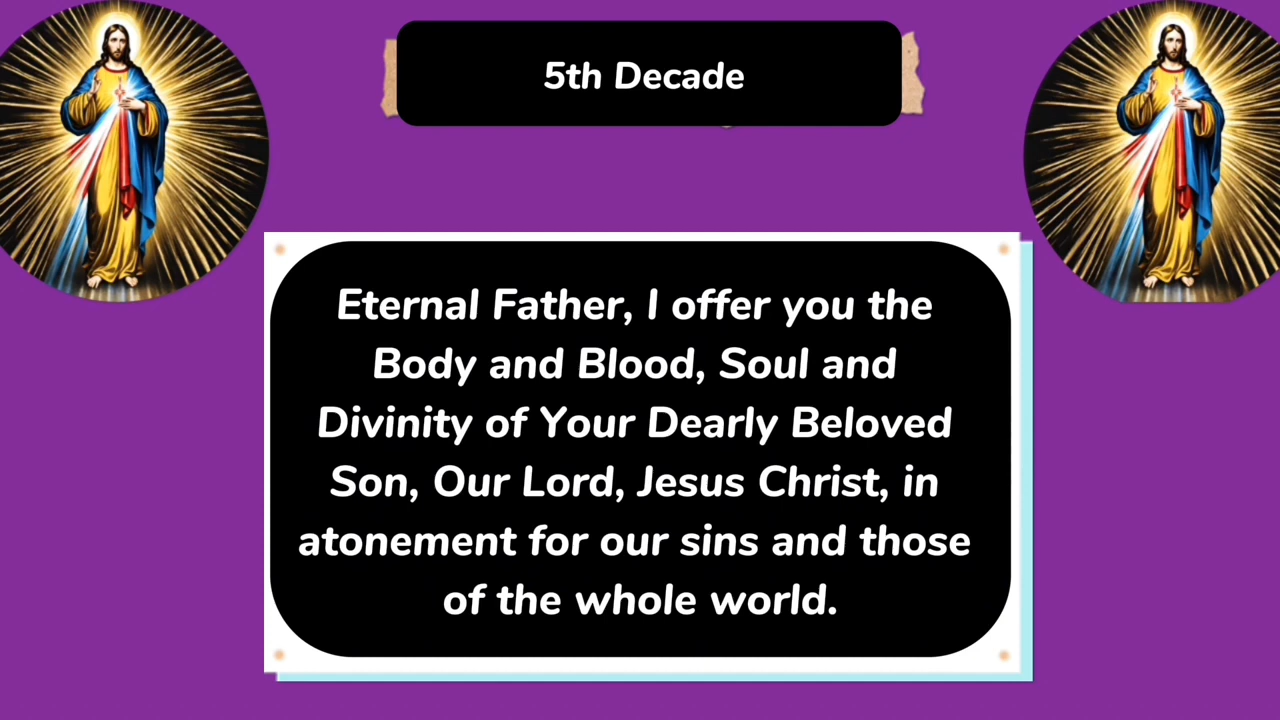 5th Decade
Eternal Father, I offer you the
Body and Blood, Soul and
Divinity of Your Dearly Beloved
Son, Our Lord, Jesus Christ, in
atonement for our sins and those
of the whole world.